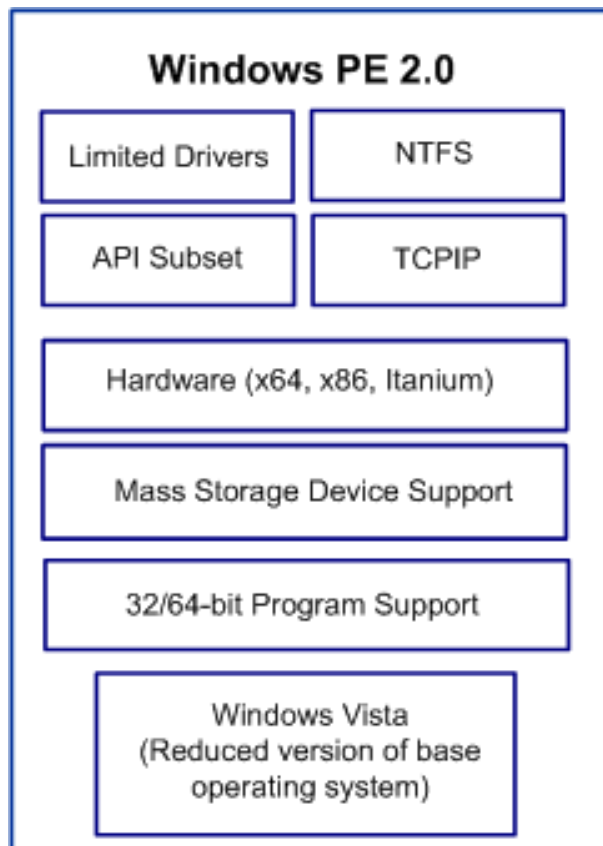 Windows PE 2.0
Limited Drivers
NTFS
API Subset
TCPIP
Hardware (x64, x86, Itanium)
Mass Storage Device Support
32/64-bit Program Support
Windows Vista
(Reduced version of base
operating system)